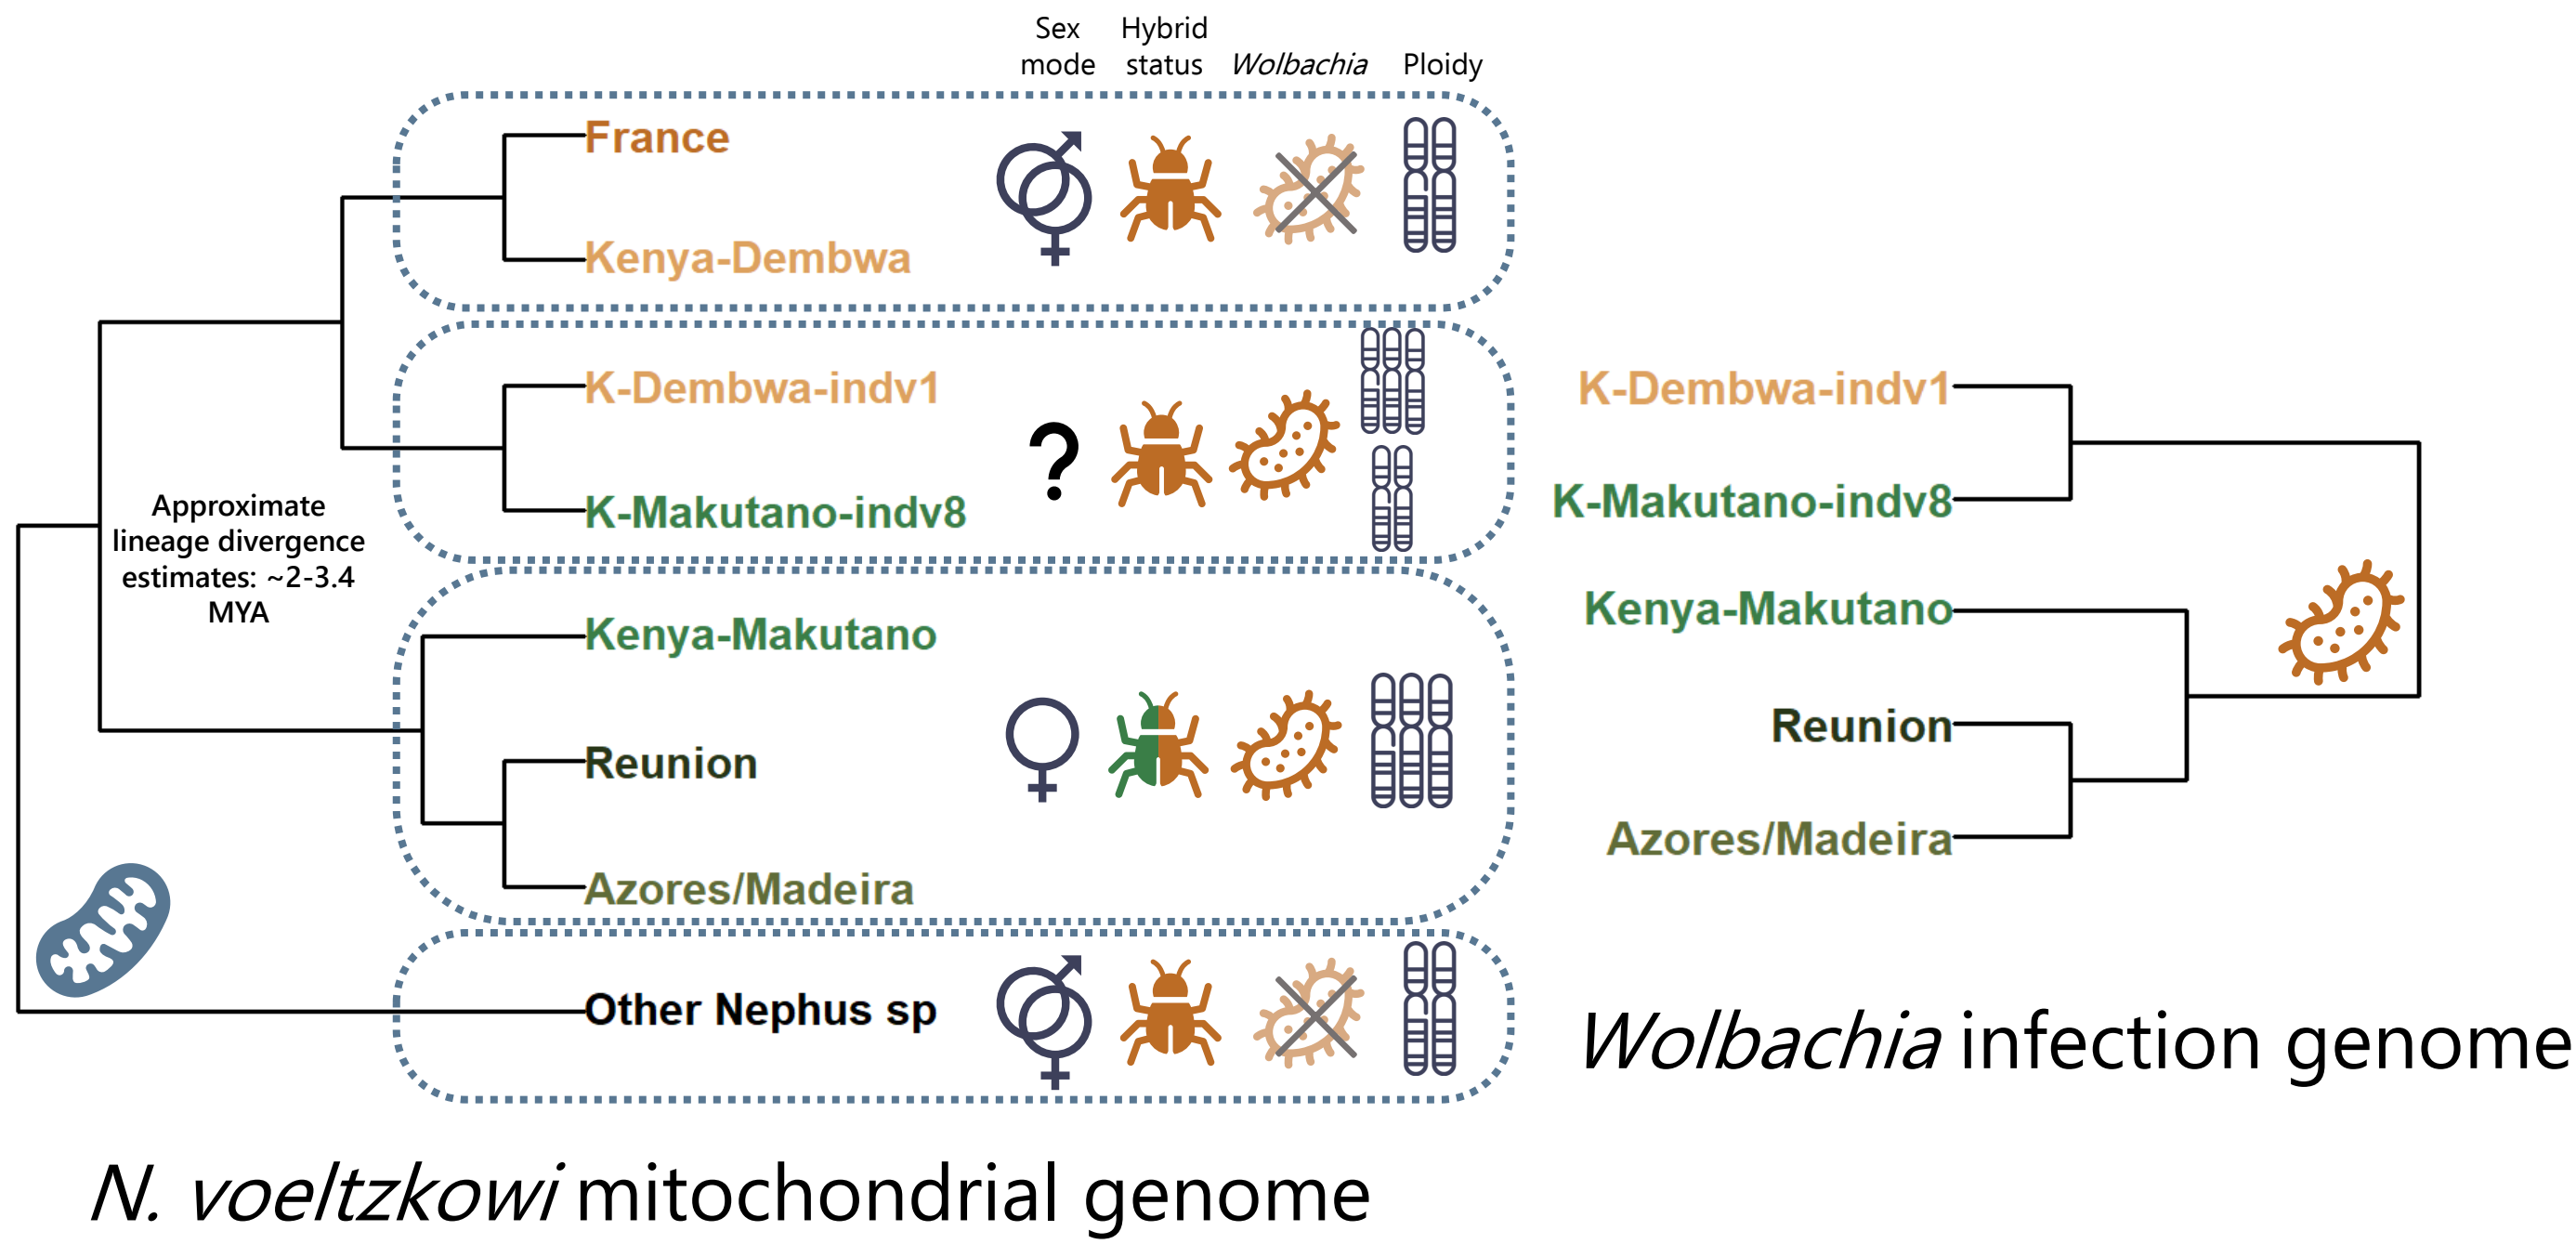 Sex
mode
Hybrid
status
Wolbachia
Ploidy
France
Kenya-Dembwa
K-Dembwa-indv1
?
K-Makutano-indv8
Approximate
lineage divergence
estimates: ~2-3.4
MYA
Kenya-Makutano
Reunion
Azores/Madeira
Other Nephus sp
N. voeltzkowi mitochondrial genome
K-Dembwa-indv1
K-Makutano-indv8
Kenya-Makutano
Reunion
Azores/Madeira
Wolbachia infection genome